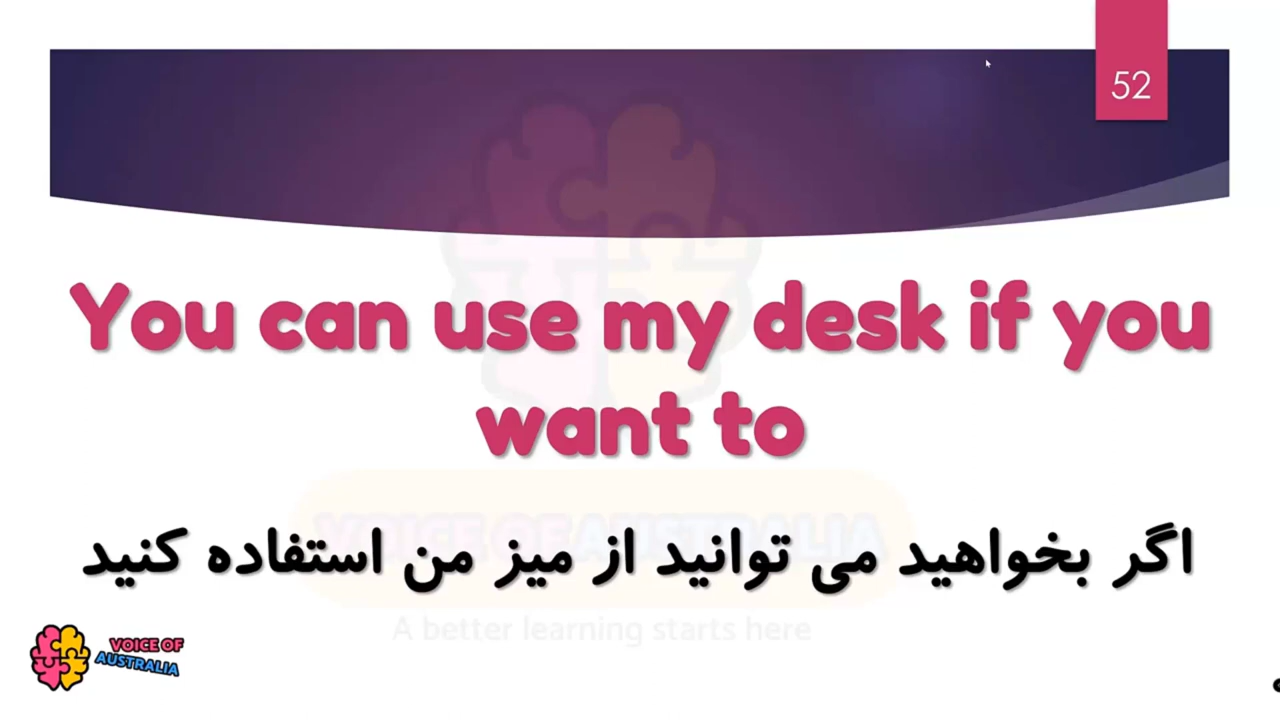 52
You can use my desk if you
want to
اگر بخواهید می توانید از میز من استفاده کنید
VOICE OF AUSTRALIA
A better learning starts here
VOICE OF
AUSTRALIA